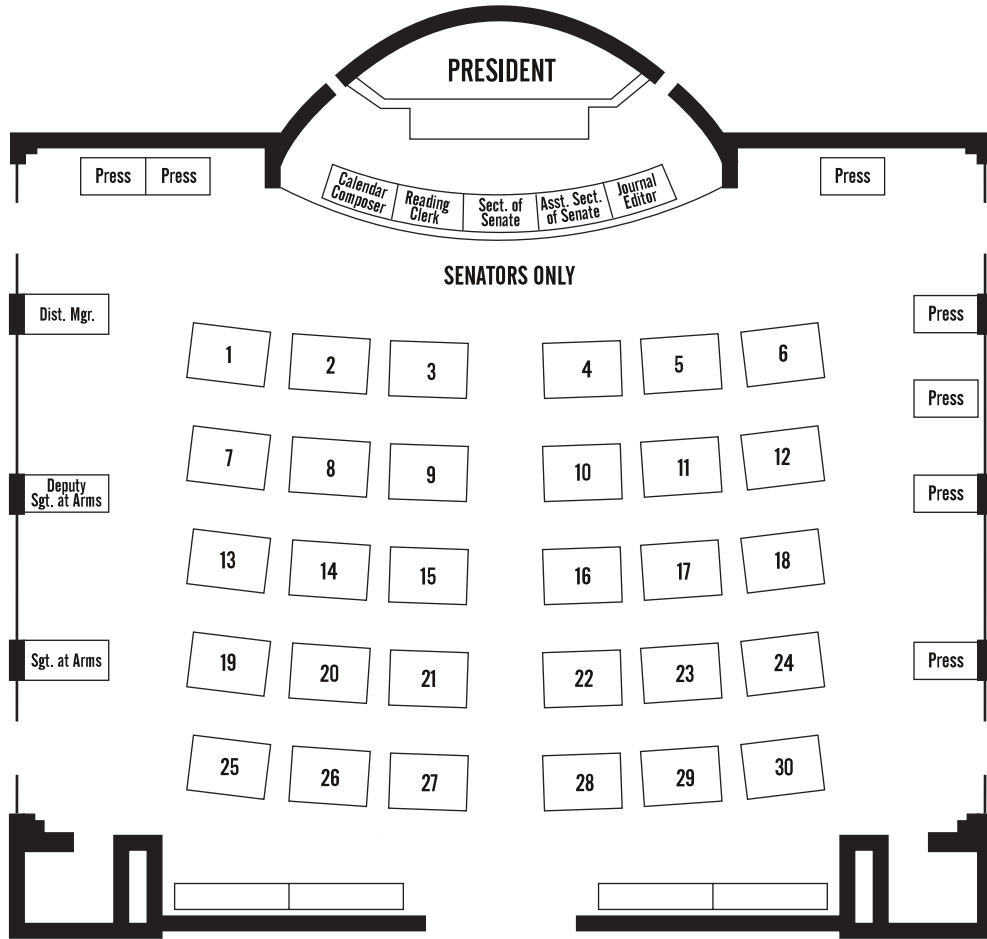 PRESIDENT
Press
Press
Calendar
Composer
Reading
Clerk
Sect. of
Senate
Asst. Sect.
of Senate
Journal
Editor
Press
SENATORS ONLY
Dist. Mgr.
Press
1
2
3
4
5
6
Press
7
8
9
10
11
12
Deputy
Sgt. at Arms
Press
13
14
15
16
17
18
Sgt. at Arms
19
20
21
22
23
24
Press
25
26
27
28
29
30